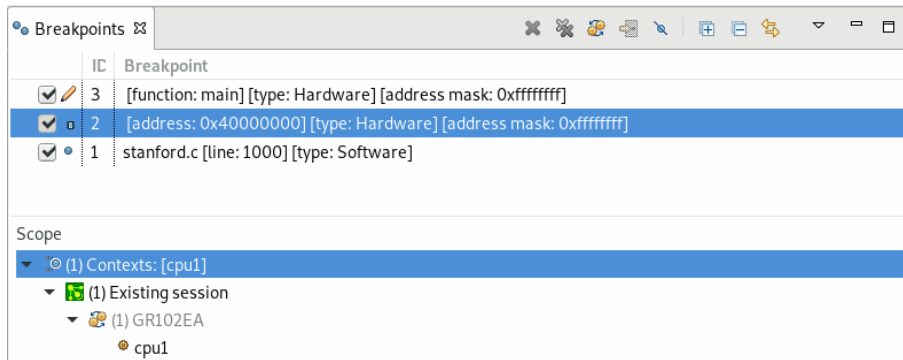 Breakpoints
ID Breakpoint
3 [function: main] [type: Hardware] [address mask: 0xffffffff]
2 [address: 0x40000000] [type: Hardware] [address mask: 0xffffffff]
1 stanford.c [line: 1000] [type: Software]
Scope
(1) Contexts: [cpu1]
(1) Existing session
(1) GR102EA
cpu1